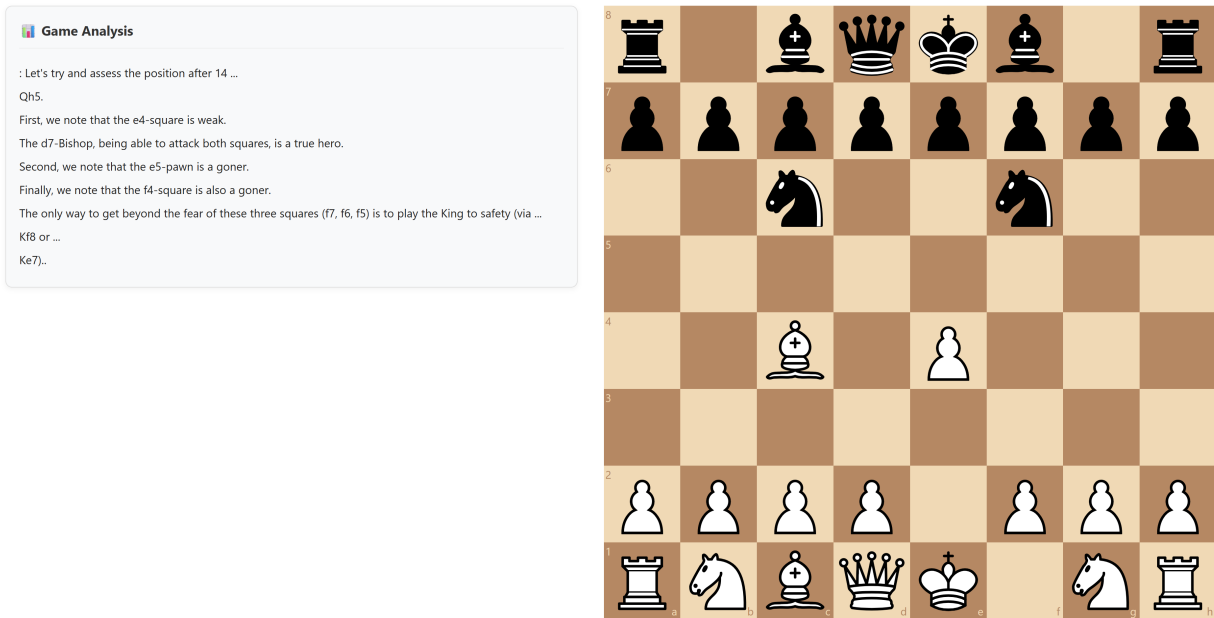 📊 Game Analysis
: Let's try and assess the position after 14 ...
Qh5.
First, we note that the e4-square is weak.
The d7-Bishop, being able to attack both squares, is a true hero.
Second, we note that the e5-pawn is a goner.
Finally, we note that the f4-square is also a goner.
The only way to get beyond the fear of these three squares (f7, f6, f5) is to play the King to safety (via ...
Kf8 or ...
Ke7)..
8
7
6
5
4
3
2
1
a b c d e f g h